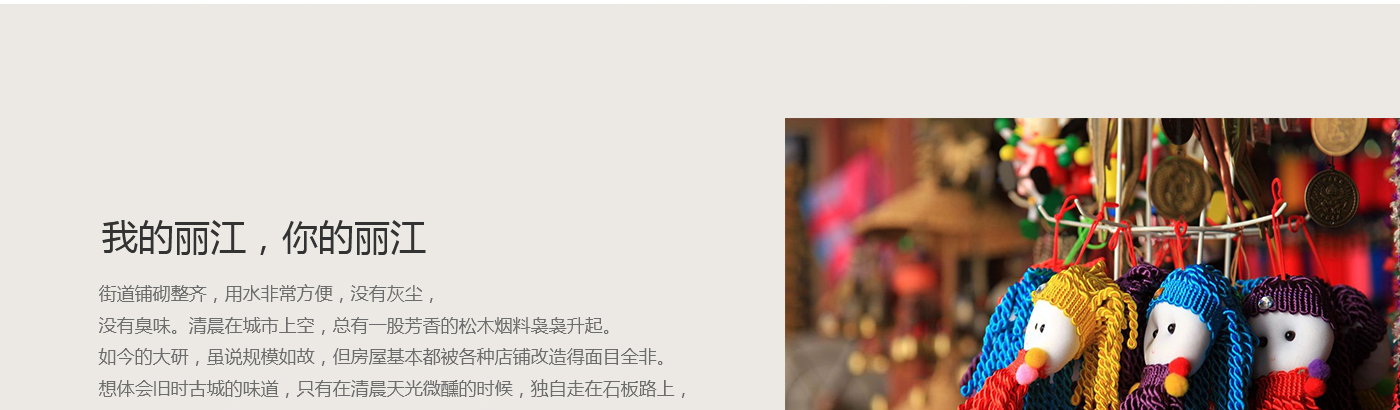 我的丽江，你的丽江
街道铺砌整齐，用水非常方便，没有灰尘，
没有臭味。清晨在城市上空，总有一股芳香的松木烟料袅袅升起。
如今的大研，虽说规模如故，但房屋基本都被各种店铺改造得面目全非。
想体会旧时古城的味道，只有在清晨天光微醺的时候，独自走在石板路上，